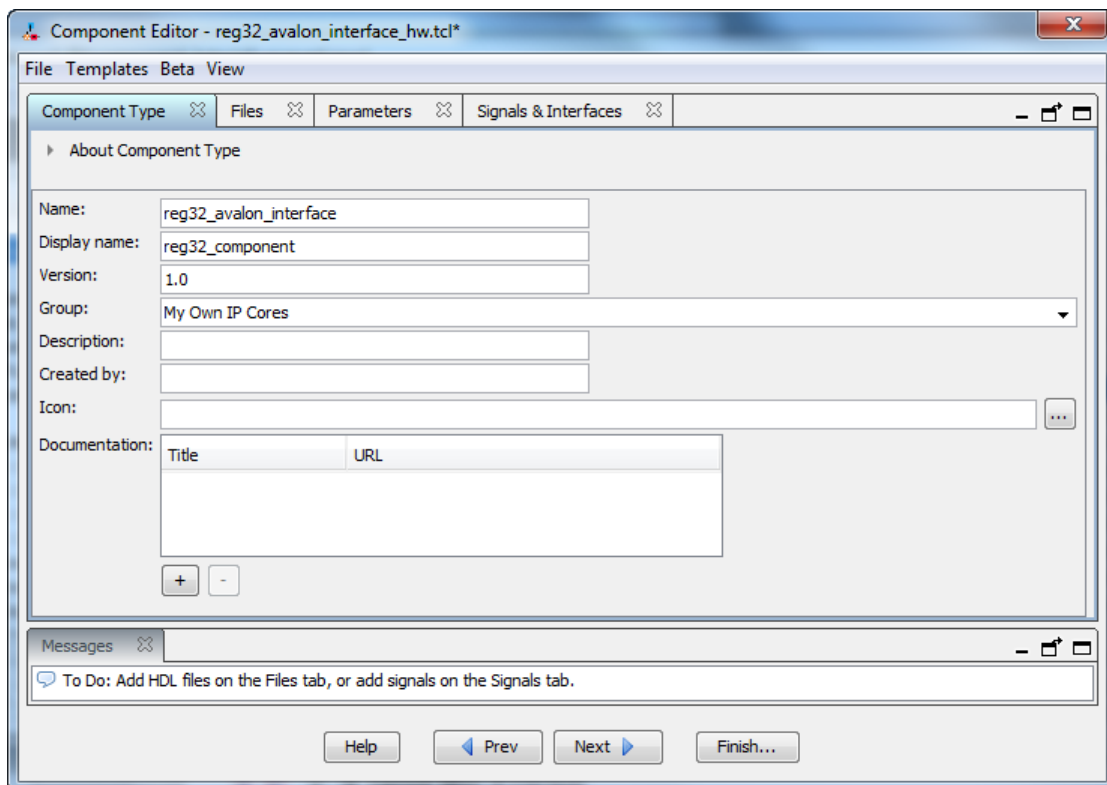 Component Editor - reg32_avalon_interface_hw.tcl*
File Templates Beta View
Component Type Files Parameters Signals & Interfaces
About Component Type
Name: reg32_avalon_interface
Display name: reg32_component
Version: 1.0
Group: My Own IP Cores
Description:
Created by:
Icon: ...
Documentation: Title URL
+ -
Messages
To Do: Add HDL files on the Files tab, or add signals on the Signals tab.
Help Prev Next Finish...